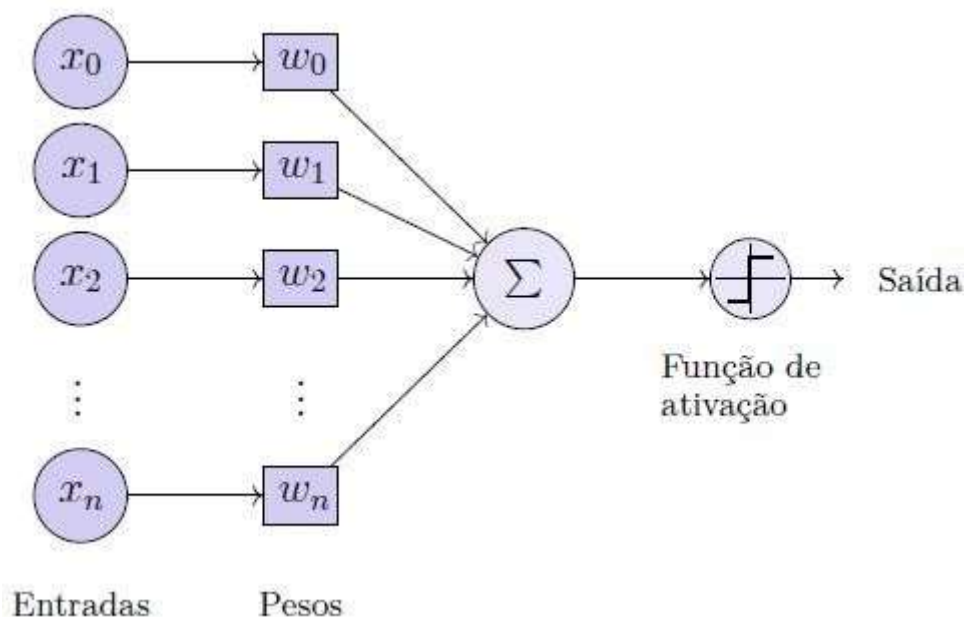 x₀ w₀
x₁ w₁
x₂ w₂
Σ
Saída
Função de
ativação
⋮ ⋮
xₙ wₙ
Entradas Pesos